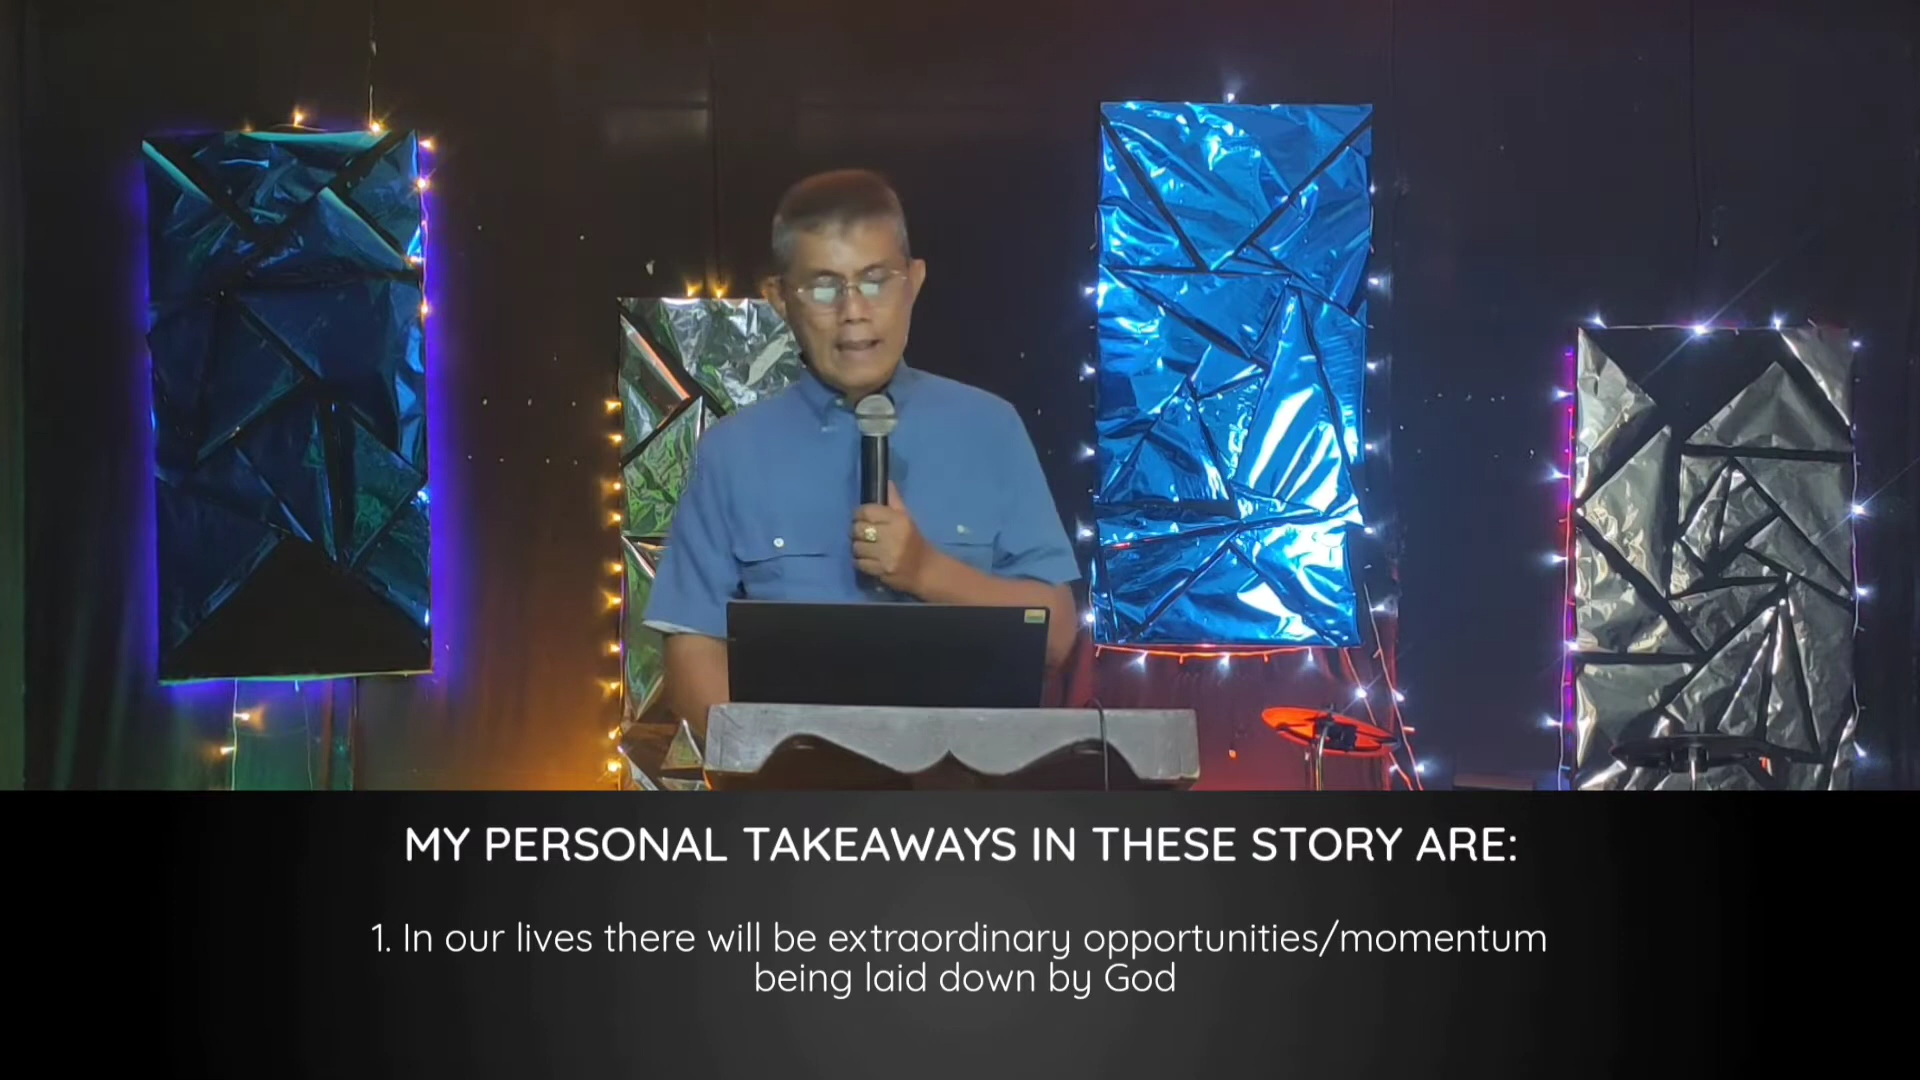 MY PERSONAL TAKEAWAYS IN THESE STORY ARE:
1. In our lives there will be extraordinary opportunities/momentum
being laid down by God